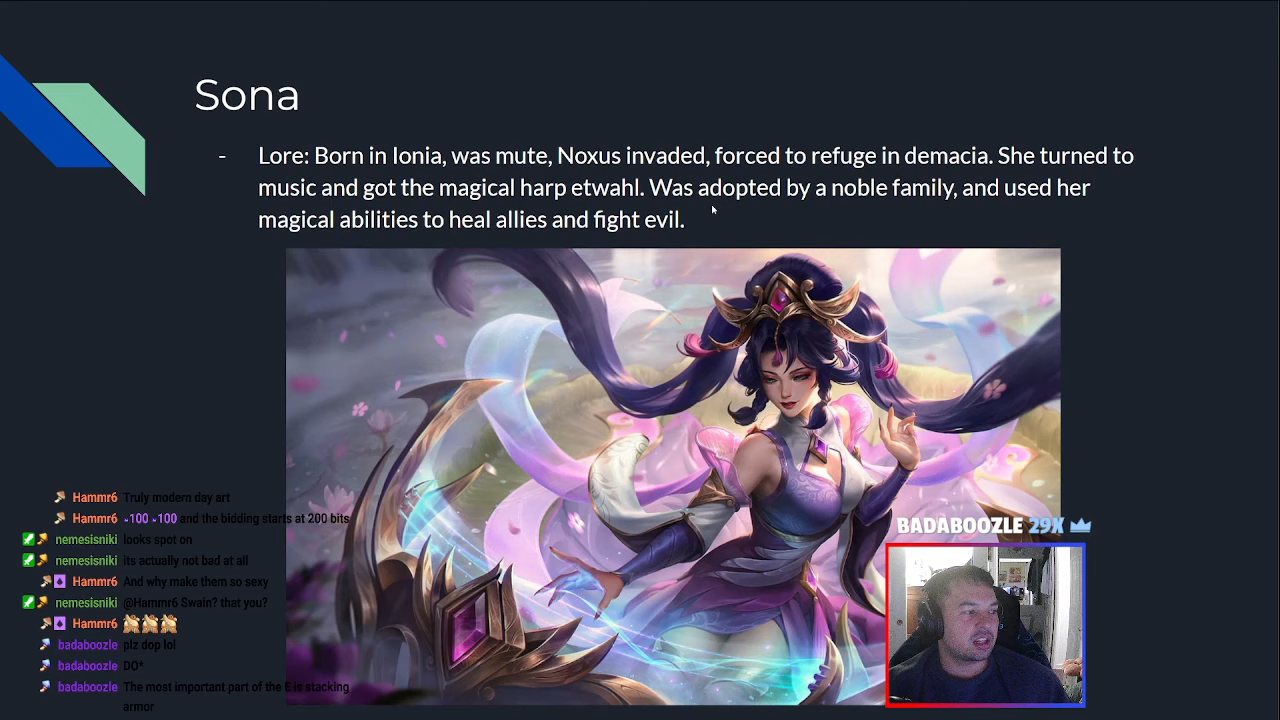 Sona
- Lore: Born in Ionia, was mute, Noxus invaded, forced to refuge in demacia. She turned to
music and got the magical harp etwahl. Was adopted by a noble family, and used her
magical abilities to heal allies and fight evil.
Hammr6 Truly modern day art
Hammr6 -100 -100 and the bidding starts at 200 bits
nemesisniki looks spot on
nemesisniki its actually not bad at all
Hammr6 And why make them so sexy
nemesisniki @Hammr6 Swain? that you?
Hammr6
badaboozle plz dop lol
badaboozle DO*
badaboozle The most important part of the E is stacking
armor
BADABOOZLE 29X